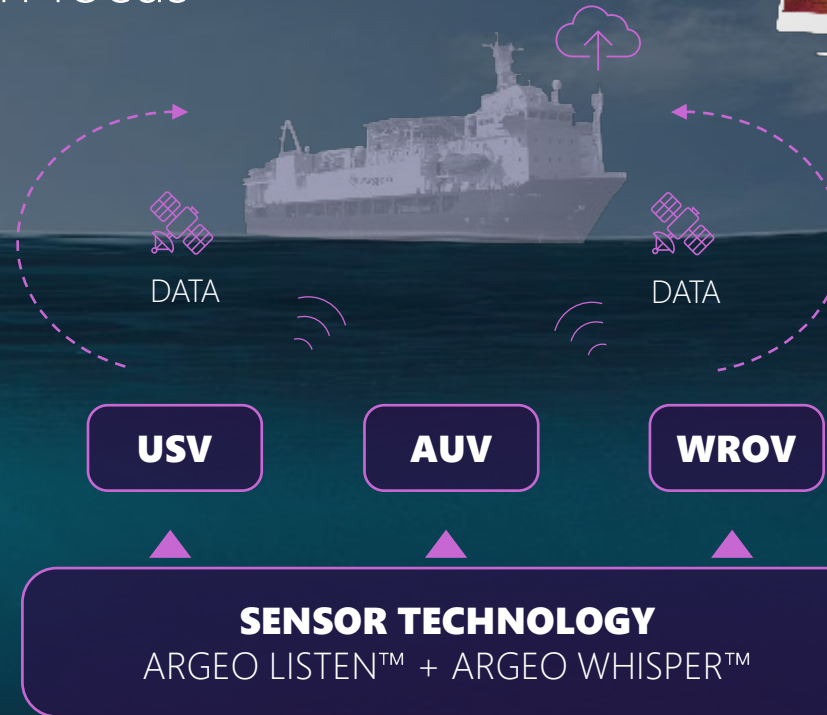 DATA
DATA
USV
AUV
WROV
SENSOR TECHNOLOGY
ARGEO LISTEN™ + ARGEO WHISPER™